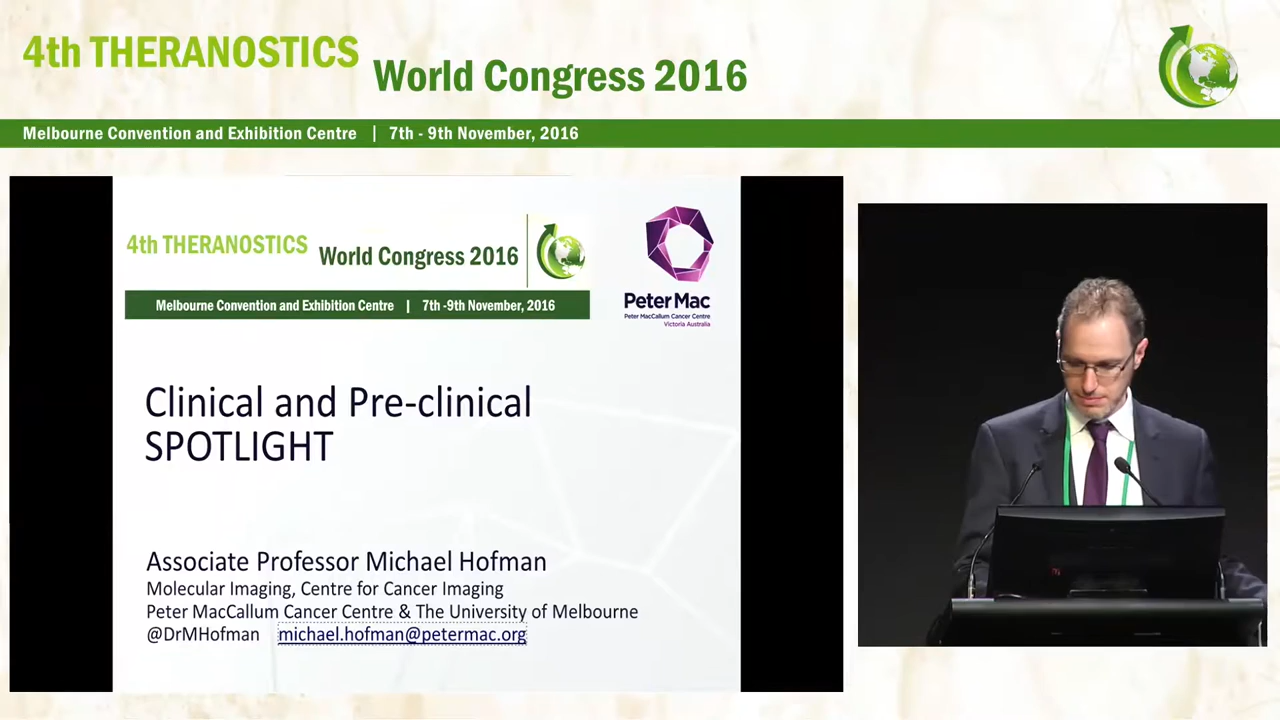 4th THERANOSTICS
World Congress 2016
Melbourne Convention and Exhibition Centre | 7th - 9th November, 2016
4th THERANOSTICS
World Congress 2016
Melbourne Convention and Exhibition Centre | 7th -9th November, 2016
Peter Mac
Peter MacCallum Cancer Centre
Victoria Australia
Clinical and Pre-clinical
SPOTLIGHT
Associate Professor Michael Hofman
Molecular Imaging, Centre for Cancer Imaging
Peter MacCallum Cancer Centre & The University of Melbourne
@DrMHofman michael.hofman@petermac.org